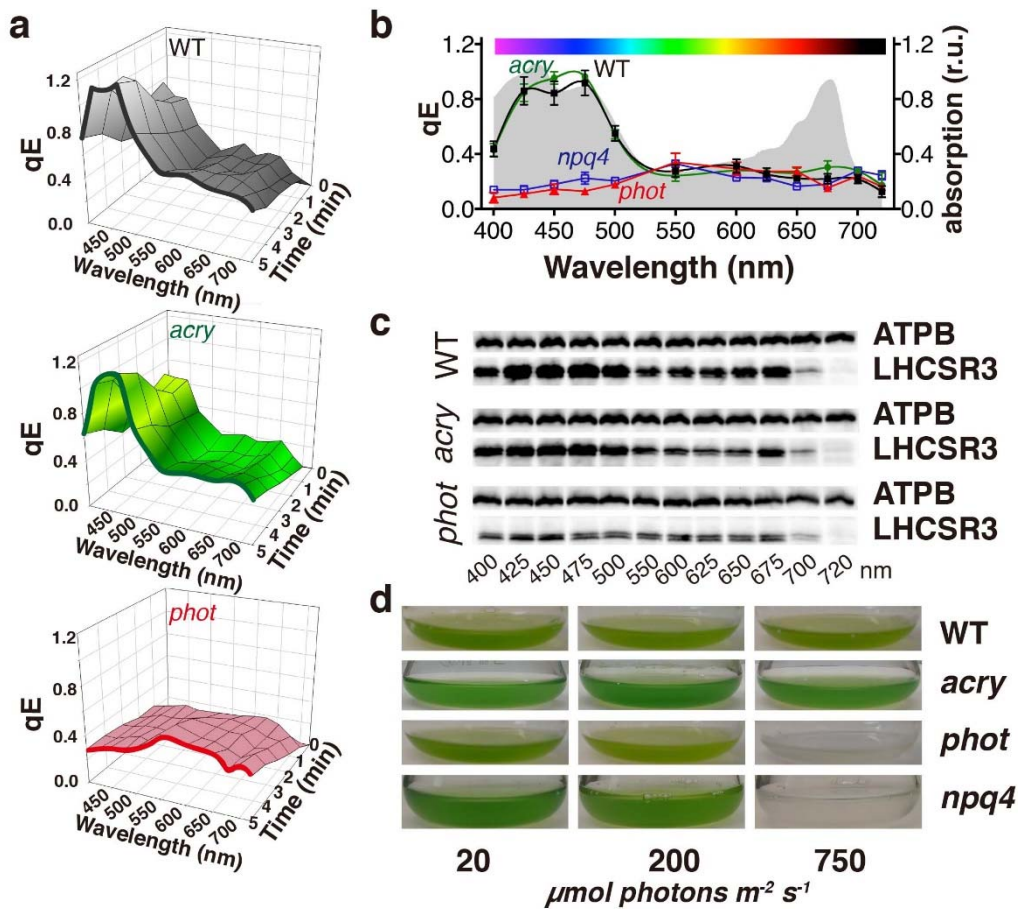 a
WT
qE
1.2
0.8
0.4
0.0
450
500
550
600
650
700
Wavelength (nm)
0
1
2
3
4
5
Time (min)
acry
qE
1.2
0.8
0.4
0.0
450
500
550
600
650
700
Wavelength (nm)
0
1
2
3
4
5
Time (min)
phot
qE
1.2
0.8
0.4
0.0
450
500
550
600
650
700
Wavelength (nm)
0
1
2
3
4
5
Time (min)
b
1.2
0.8
0.4
0.0
qE
acry
WT
npq4
phot
1.2
0.8
0.4
0.0
absorption (r.u.)
400 450 500 550 600 650 700
Wavelength (nm)
c
WT
ATPB
LHCSR3
acry
ATPB
LHCSR3
phot
ATPB
LHCSR3
400 425 450 475 500 550 600 625 650 675 700 720 nm
d
WT
acry
phot
npq4
20 200 750
μmol photons m⁻² s⁻¹